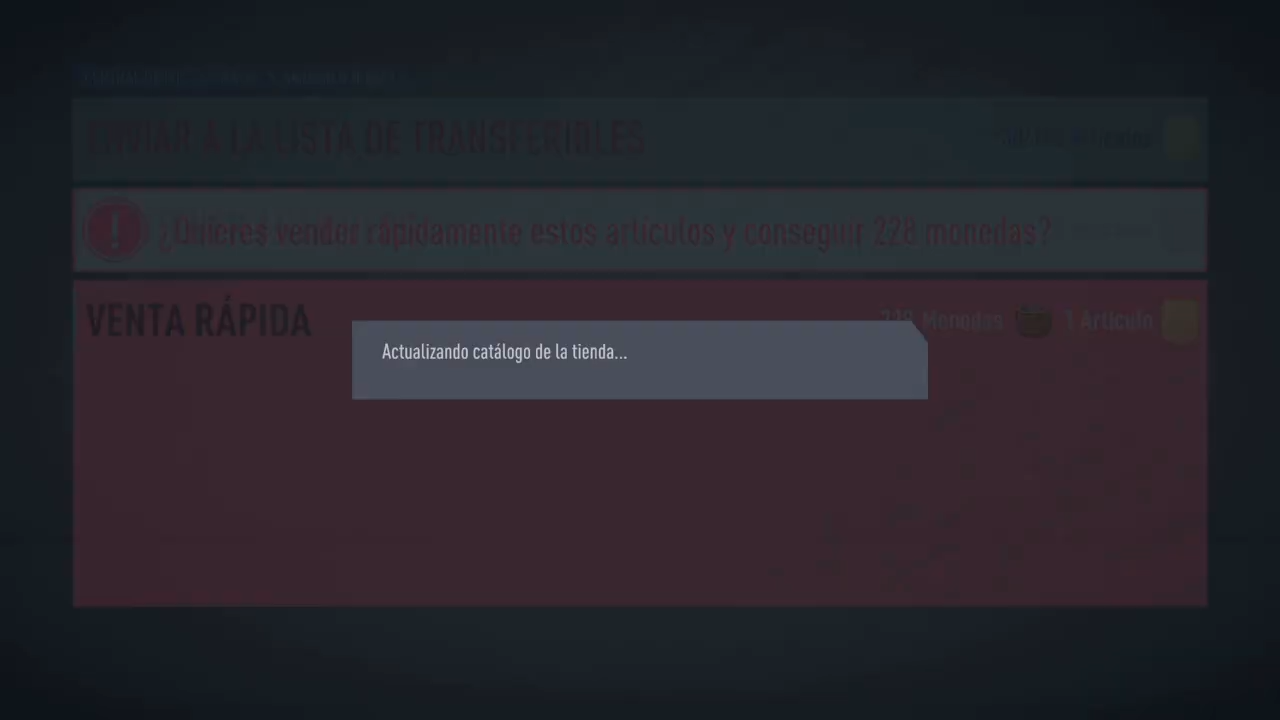 ENVIAR A LA LISTA DE TRANSFERIBLES
¿Quieres vender rápidamente estos artículos y conseguir 228 monedas?
VENTA RÁPIDA
228 Monedas 1 Artículo
Actualizando catálogo de la tienda...